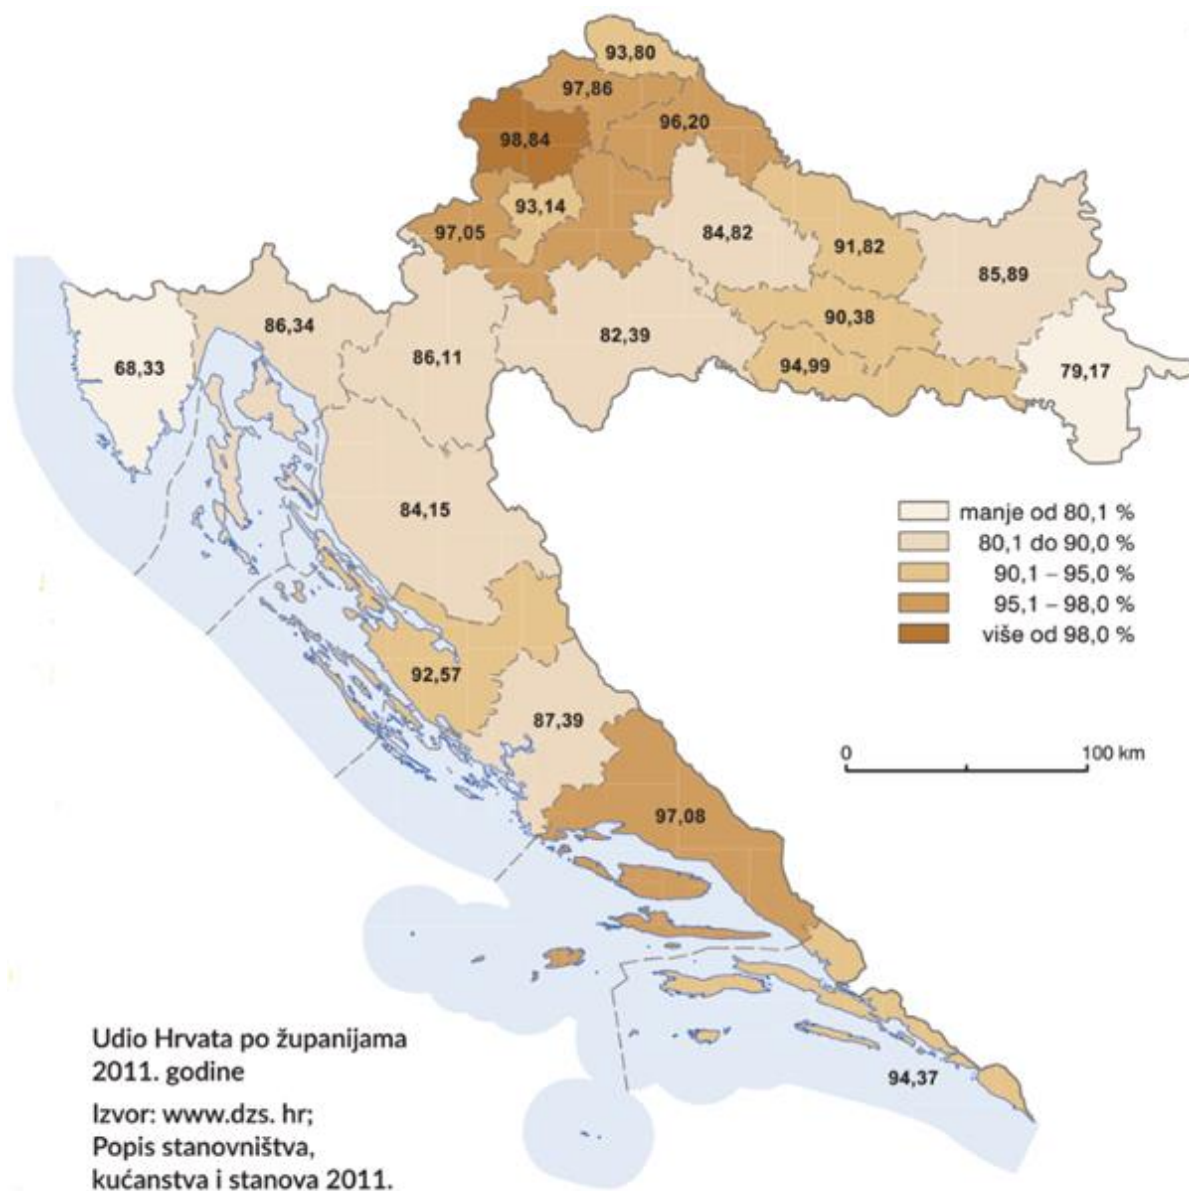 93,80
97,86
96,20
98,84
93,14
97,05
84,82
91,82
85,89
86,34
90,38
82,39
86,11
68,33
94,99
79,17
84,15
manje od 80,1 %
80,1 do 90,0 %
90,1 – 95,0 %
95,1 – 98,0 %
više od 98,0 %
92,57
87,39
0 100 km
97,08
94,37
Udio Hrvata po županijama
2011. godine
Izvor: www.dzs. hr;
Popis stanovništva,
kućanstva i stanova 2011.